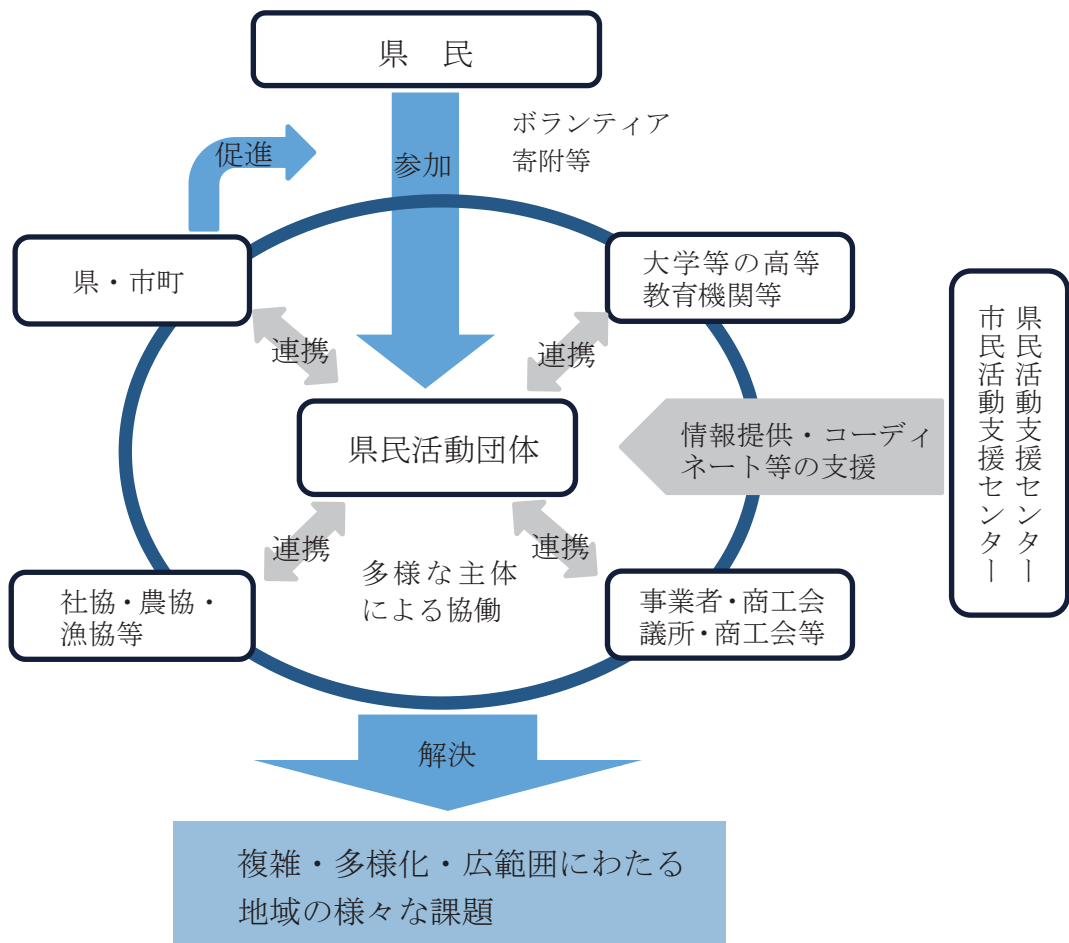 県　民
ボランティア
寄附等
促進
参加
県・市町
大学等の高等
教育機関等
連携
連携
県民活動団体
情報提供・コーディ
ネート等の支援
県民活動支援センター
市民活動支援センター
連携
連携
多様な主体
による協働
社協・農協・
漁協等
事業者・商工会
議所・商工会等
解決
複雑・多様化・広範囲にわたる
地域の様々な課題